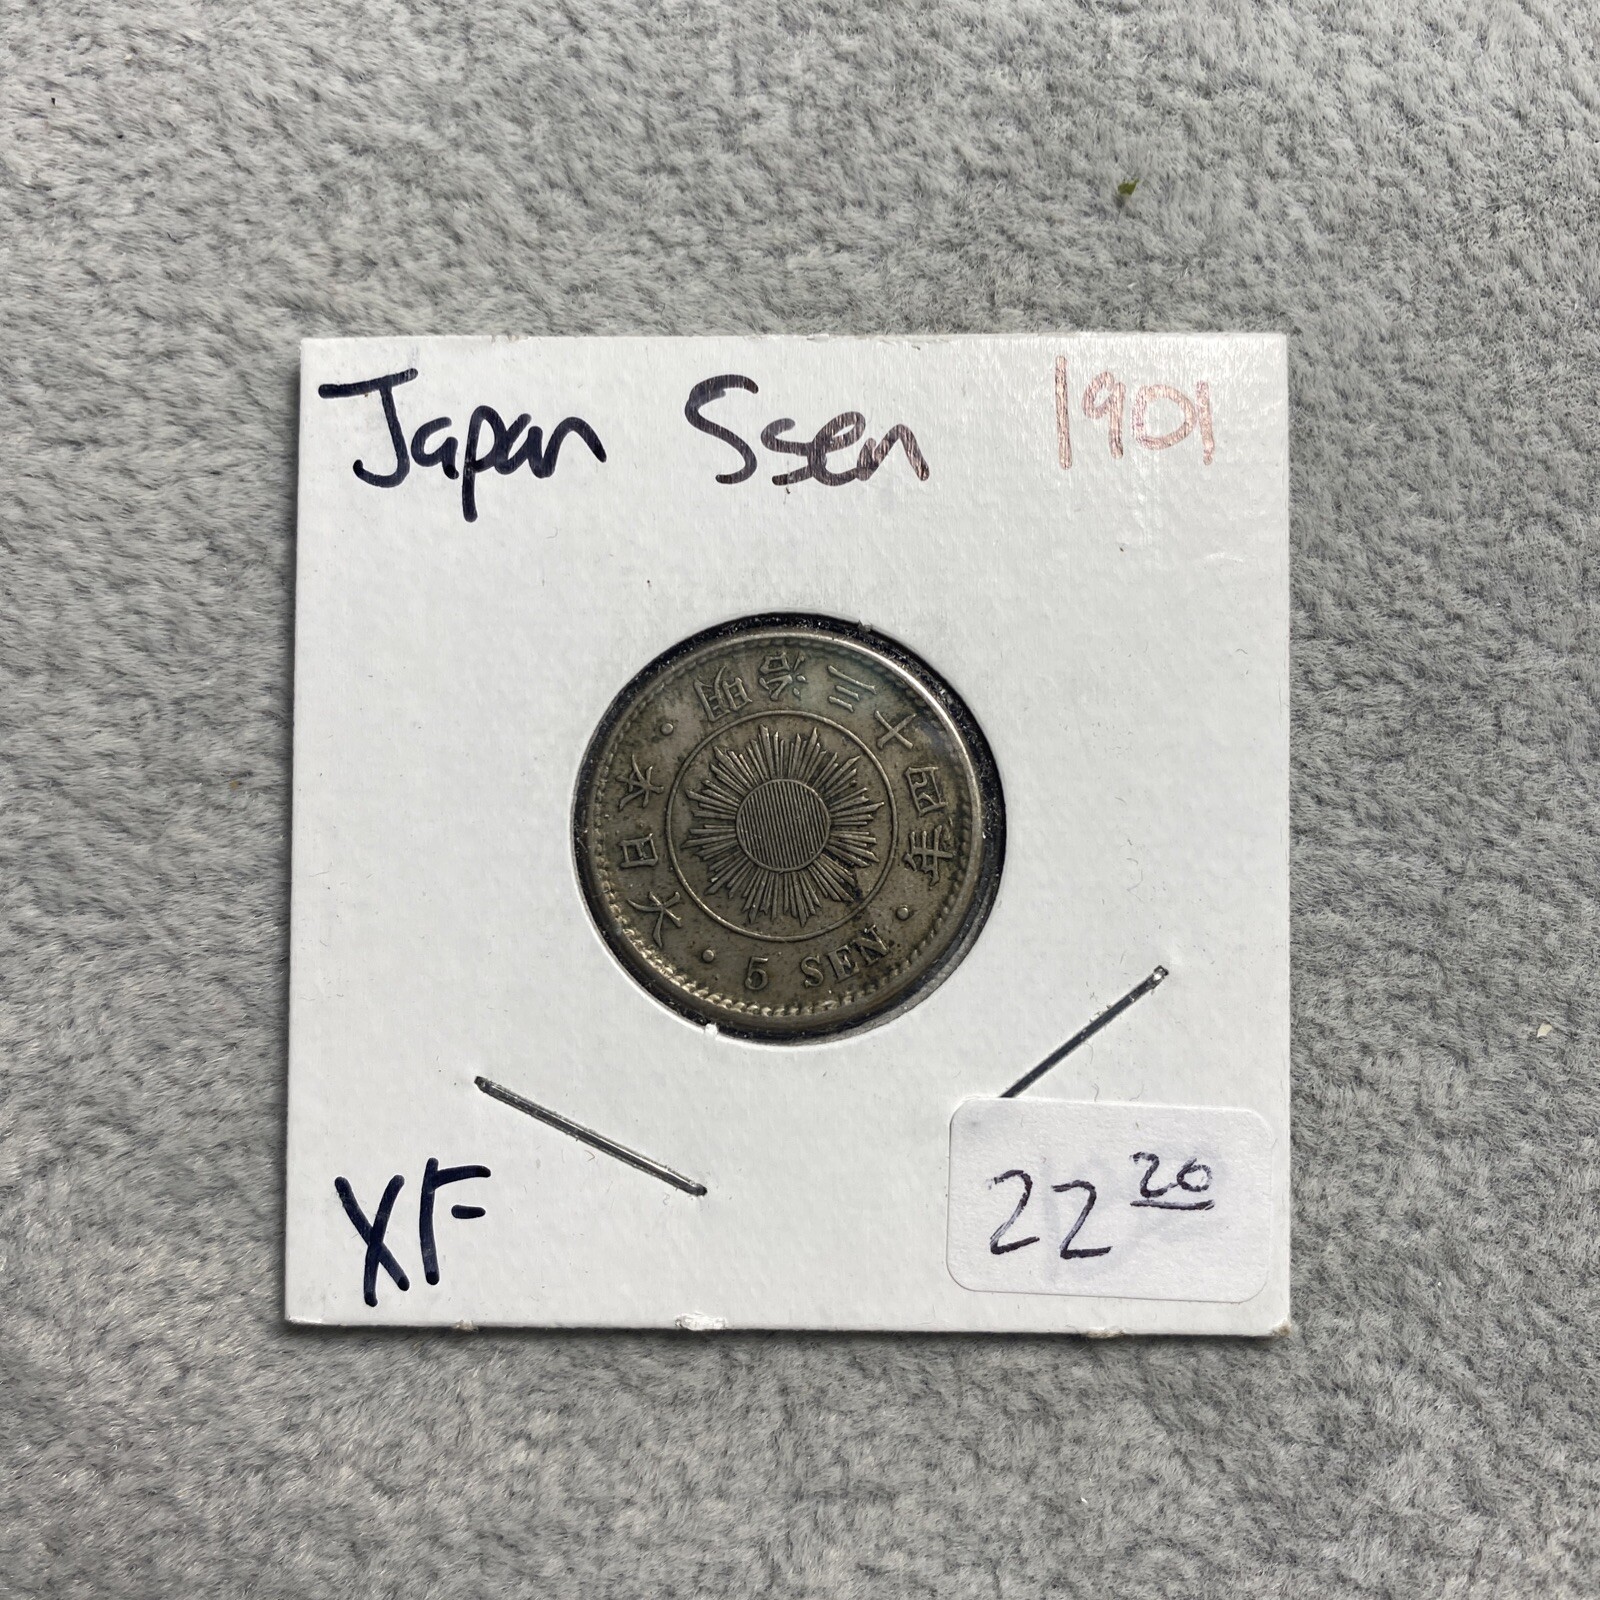 Japan 5sen 1901
大日本 · 明治三十四年 · 5 SEN ·
XF
22 20